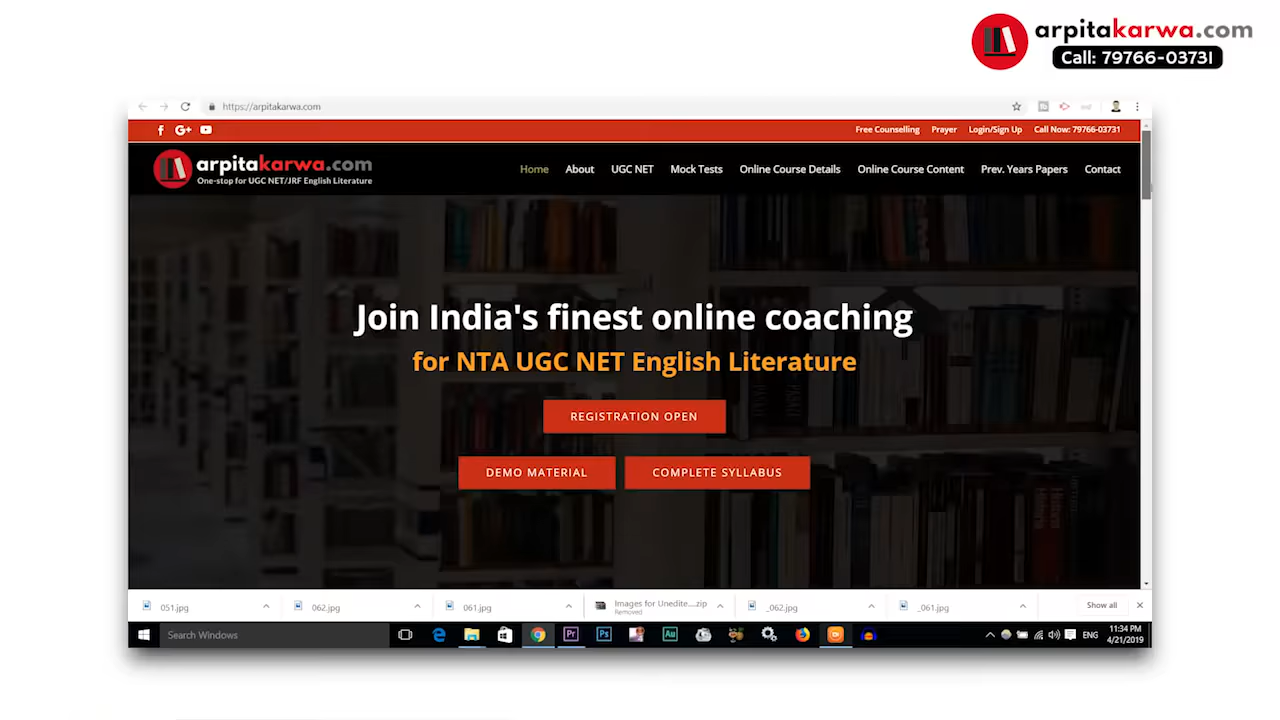 arpitakarwa.com
Call: 79766-03731
https://arpitakarwa.com
Free Counselling Prayer Login/Sign Up Call Now: 79766-03731
arpitakarwa.com
One-stop for UGC NET/JRF English Literature
Home About UGC NET Mock Tests Online Course Details Online Course Content Prev. Years Papers Contact
Join India's finest online coaching
for NTA UGC NET English Literature
REGISTRATION OPEN
DEMO MATERIAL COMPLETE SYLLABUS
051.jpg 062.jpg 061.jpg Images for Unedite....zip _062.jpg _061.jpg Show all
Removed
Search Windows
ENG
11:34 PM
4/21/2019